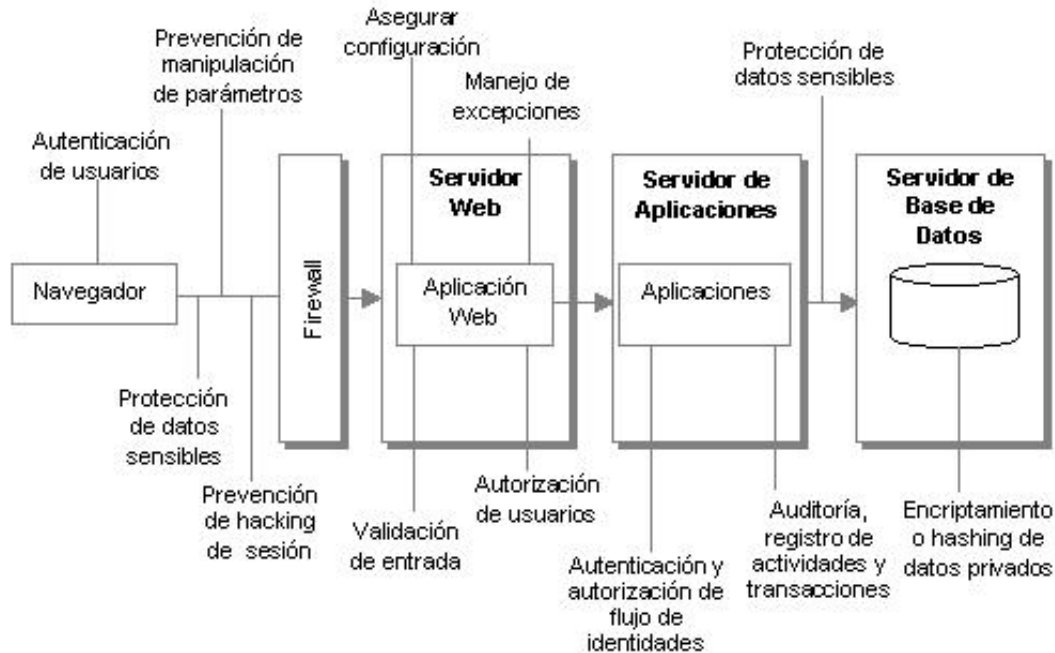 Asegurar
configuración
Prevención de
manipulación
de parámetros
Protección de
datos sensibles
Manejo de
excepciones
Autenticación
de usuarios
Servidor
Web
Servidor de
Aplicaciones
Servidor de
Base de
Datos
Navegador
Firewall
Aplicación
Web
Aplicaciones
Protección
de datos
sensibles
Prevención
de hacking
de sesión
Validación
de entrada
Autorización
de usuarios
Autenticación y
autorización de
flujo de
identidades
Auditoría,
registro de
actividades y
transacciones
Encriptamiento
o hashing de
datos privados